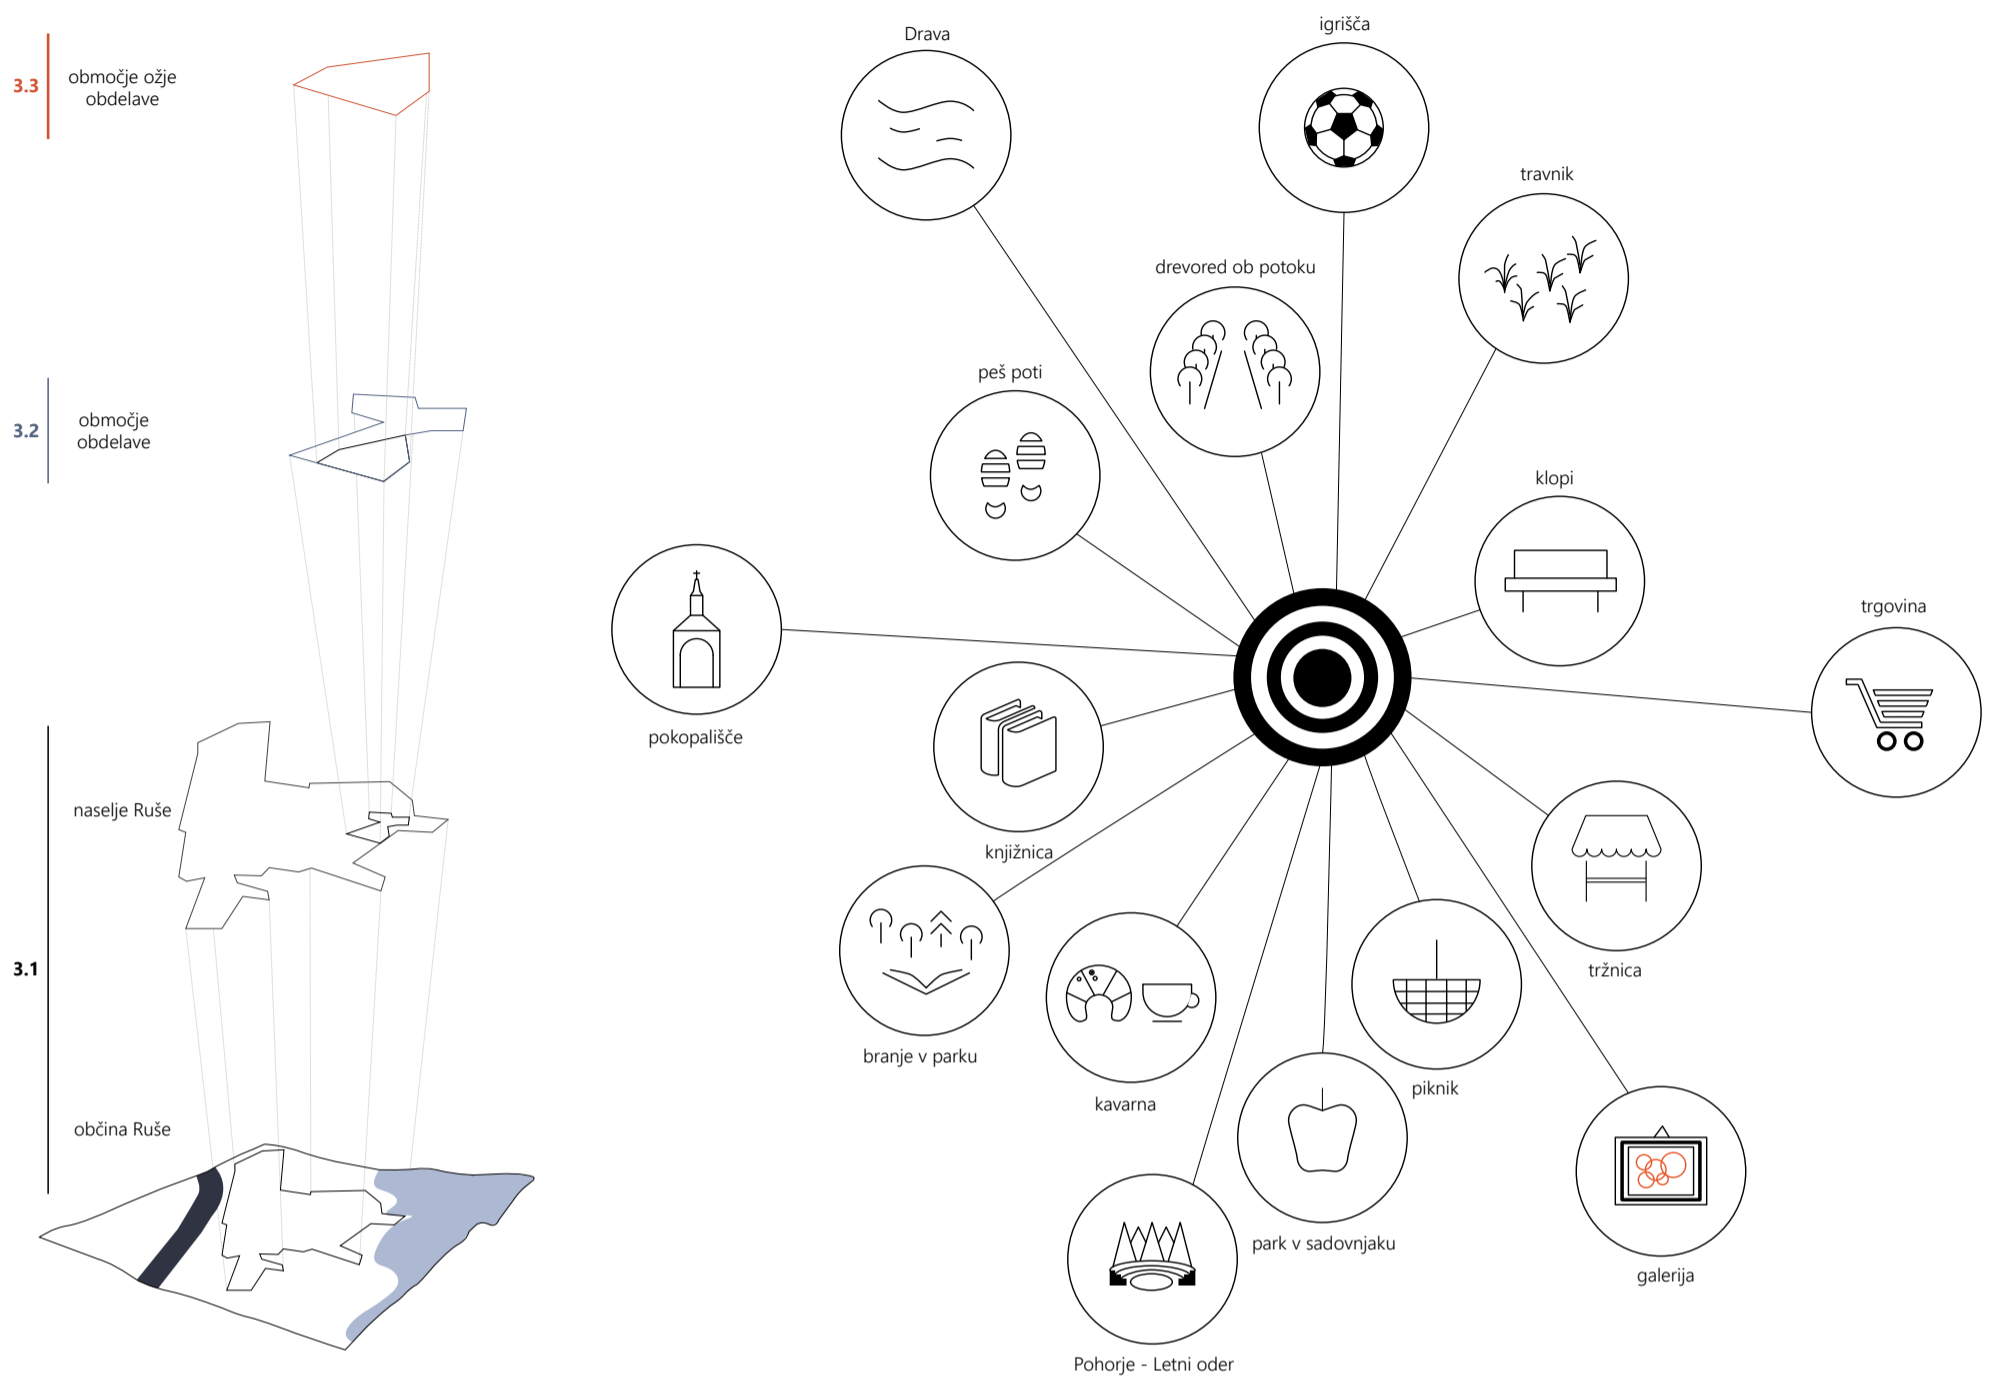 3.3
območje ožje
obdelave
3.2
območje
obdelave
naselje Ruše
3.1
občina Ruše
Drava
igrišča
travnik
drevored ob potoku
peš poti
klopi
trgovina
pokopališče
knjižnica
tržnica
branje v parku
kavarna
piknik
park v sadovnjaku
galerija
Pohorje - Letni oder